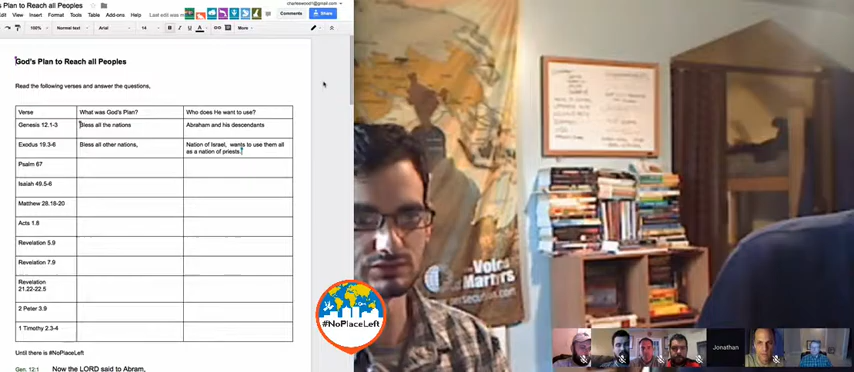 's Plan to Reach all Peoples
charleswood1@gmail.com
View Insert Format Tools Table Add-ons Help Last edit was
Comments
Share
100%
Normal text
Arial
14
B I U A
More
God's Plan to Reach all Peoples
Read the following verses and answer the questions,
Verse What was God's Plan? Who does He want to use?
Genesis 12.1-3 Bless all the nations Abraham and his descendants
Exodus 19.3-6 Bless all other nations, Nation of Israel, wants to use them all
as a nation of priests.
Psalm 67
Isaiah 49.5-6
Matthew 28.18-20
Acts 1.8
Revelation 5.9
Revelation 7.9
Revelation
21.22-22.5
2 Peter 3.9
1 Timothy 2.3-4
Until there is #NoPlaceLeft
Gen. 12:1 Now the LORD said to Abram,
#NoPlaceLeft
Voice
Martyrs
persecution.com
Jonathan